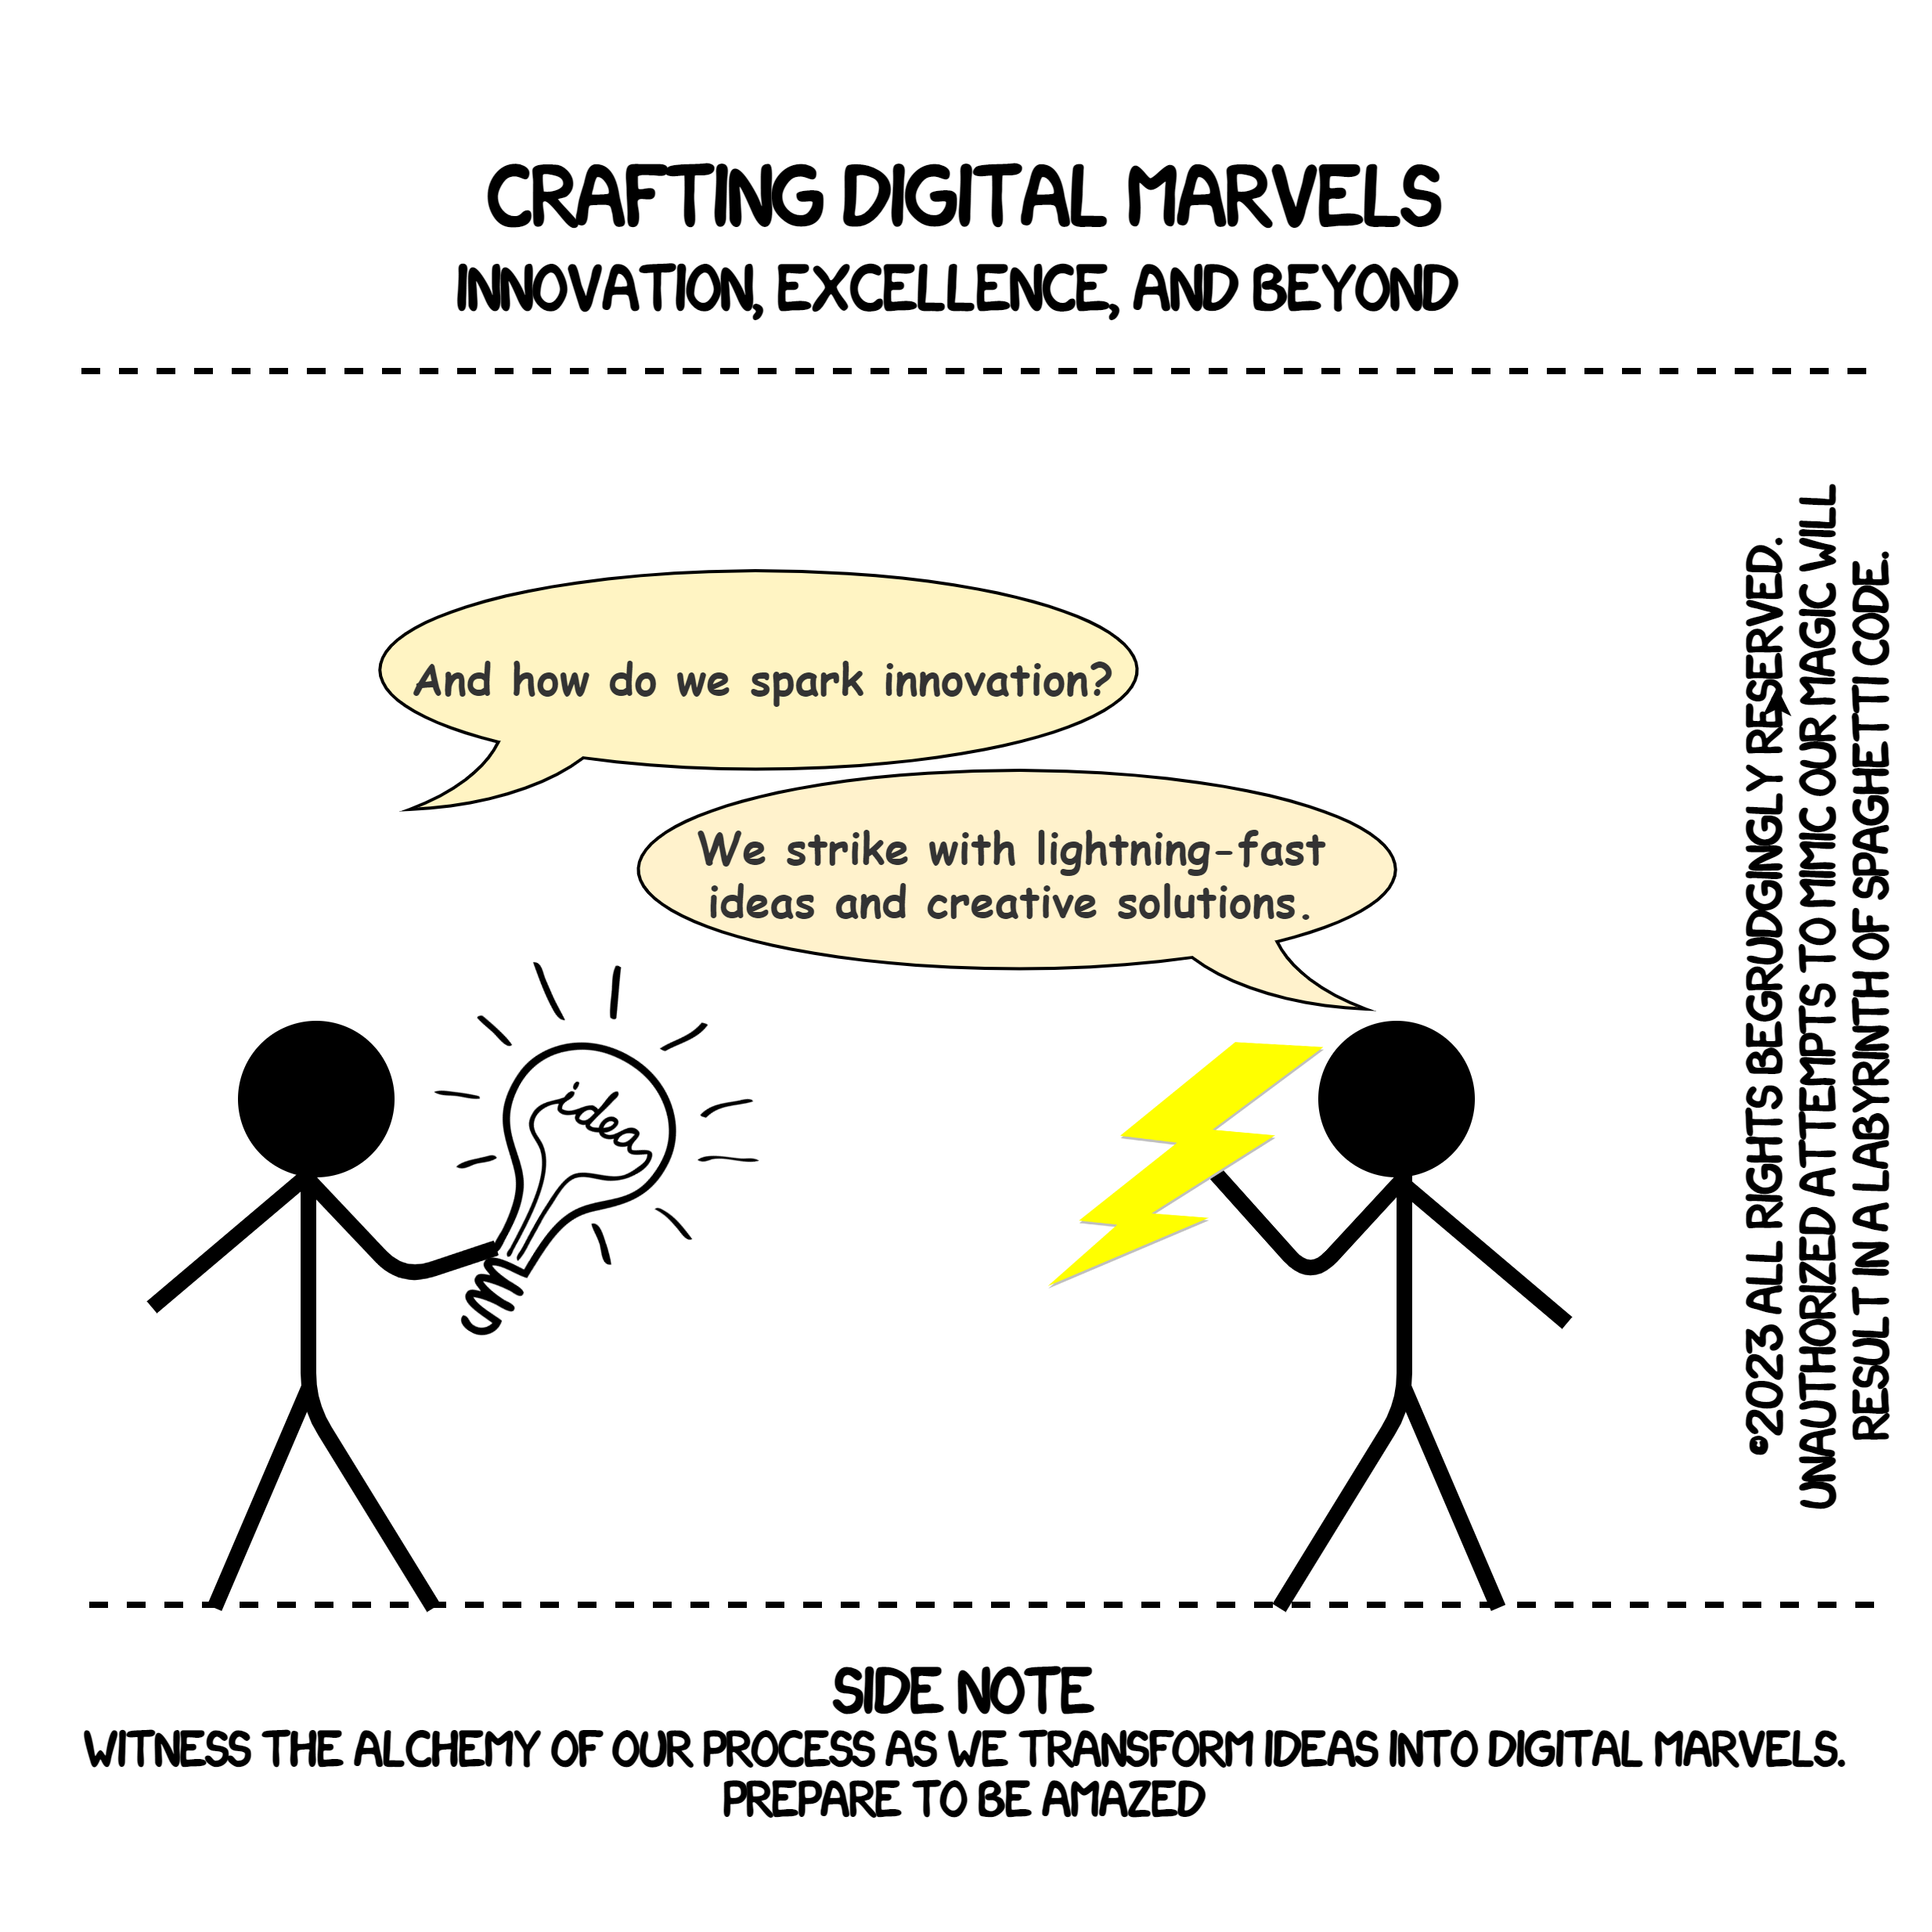 CRAFTING DIGITAL MARVELS
INNOVATION, EXCELLENCE, AND BEYOND
And how do we spark innovation?
We strike with lightning-fast
ideas and creative solutions.
idea
©2023 ALL RIGHTS BEGRUDGINGLY RESERVED.
UNAUTHORIZED ATTEMPTS TO MIMIC OUR MAGIC WILL
RESULT IN A LABYRINTH OF SPAGHETTI CODE.
SIDE NOTE
WITNESS THE ALCHEMY OF OUR PROCESS AS WE TRANSFORM IDEAS INTO DIGITAL MARVELS.
PREPARE TO BE AMAZED